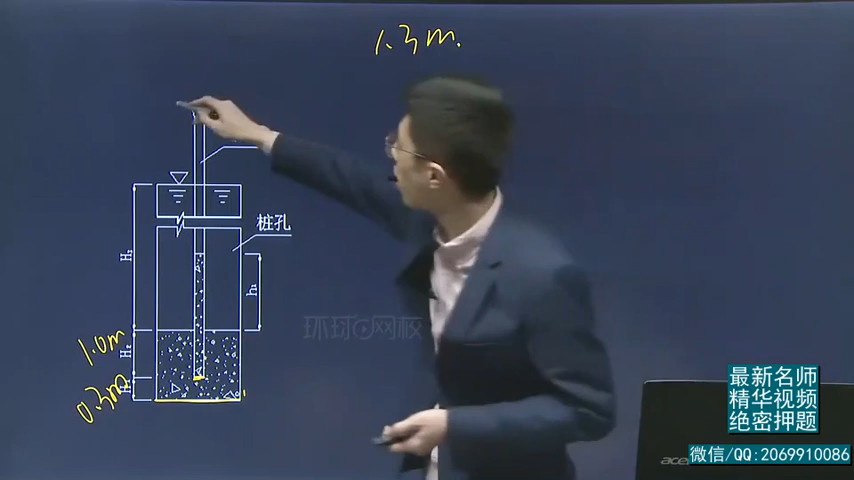 1.3m.
桩孔
H₂
h₁
1.0m
H₂
0.3m
环球网校
最新名师
精华视频
绝密押题
微信/QQ:2069910086
acer